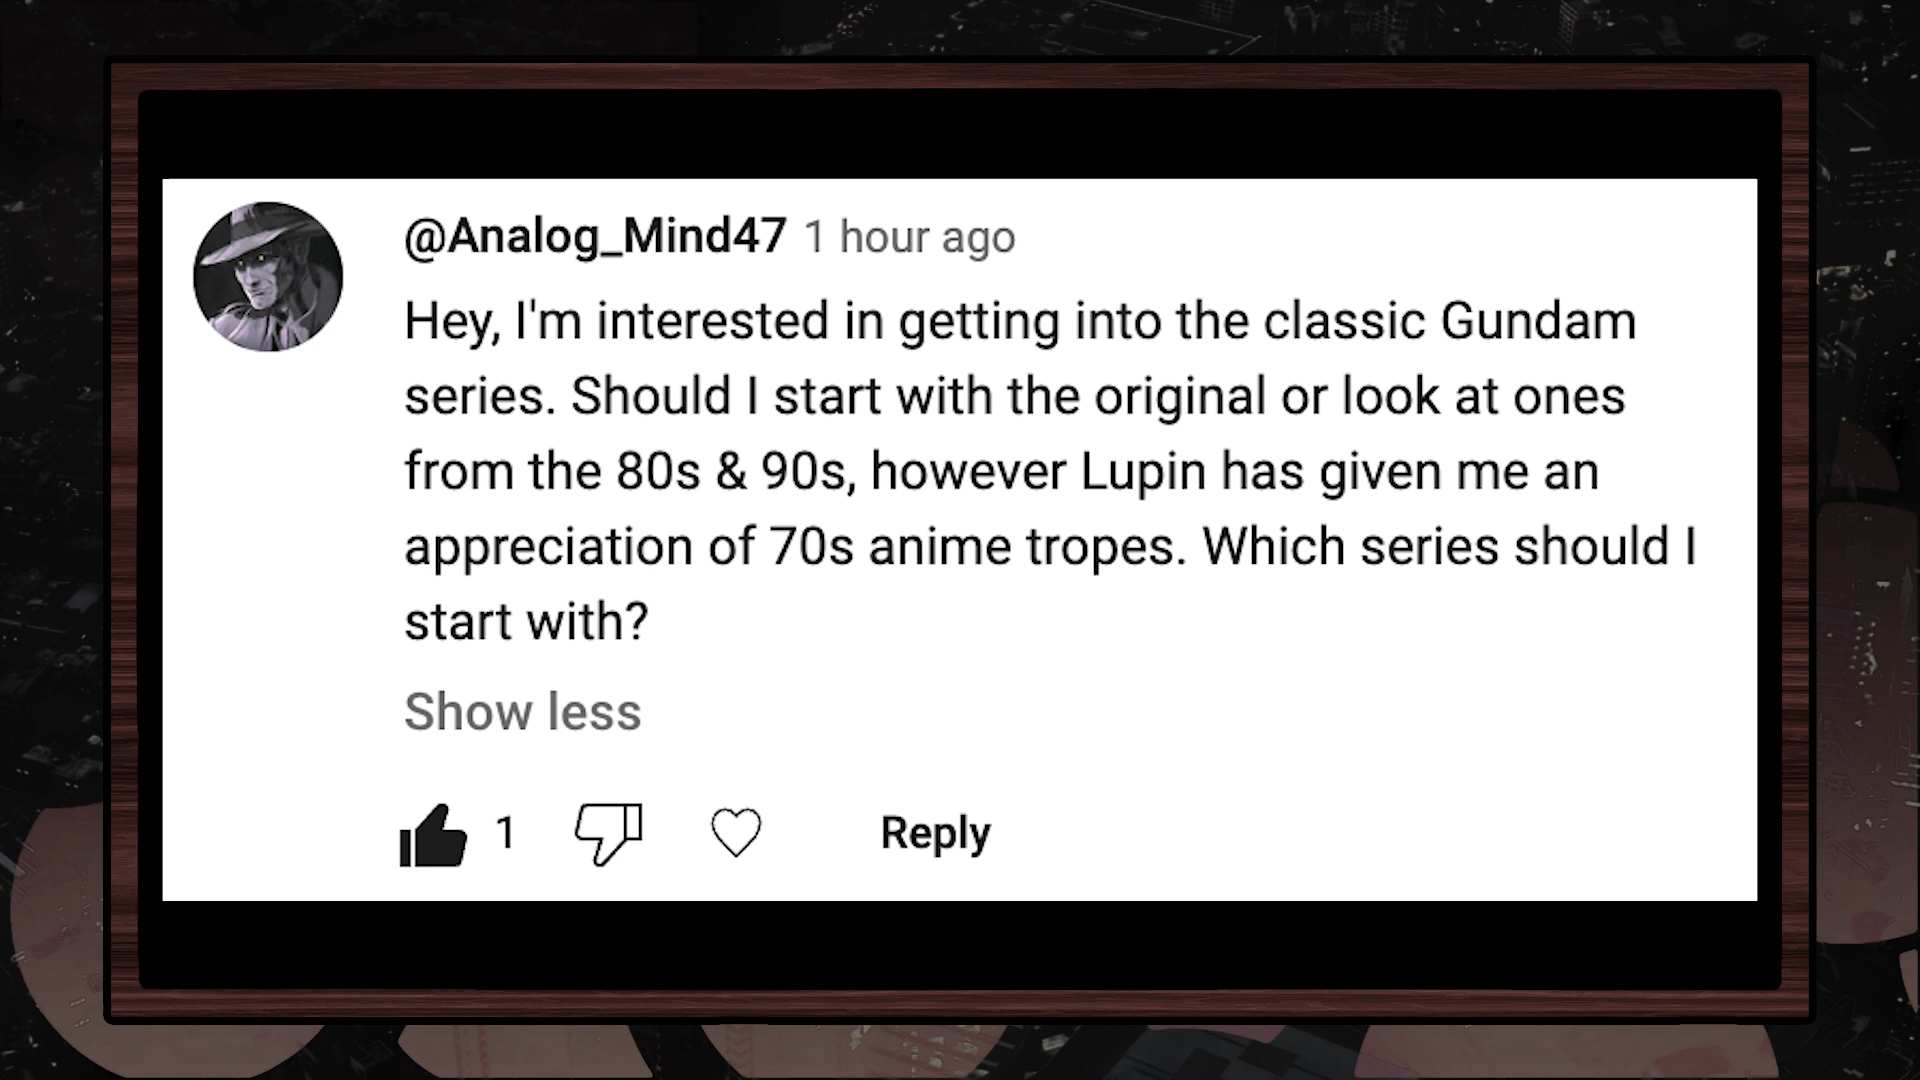 @Analog_Mind47 1 hour ago
Hey, I'm interested in getting into the classic Gundam
series. Should I start with the original or look at ones
from the 80s & 90s, however Lupin has given me an
appreciation of 70s anime tropes. Which series should I
start with?
Show less
1 Reply